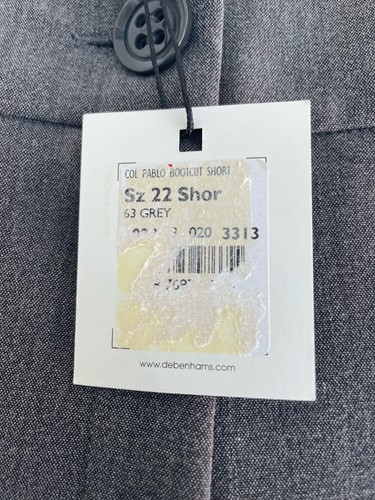 COL PABLO BOOTCUT SHORT
Sz 22 Shor
63 GREY
020 3313
www.debenhams.com